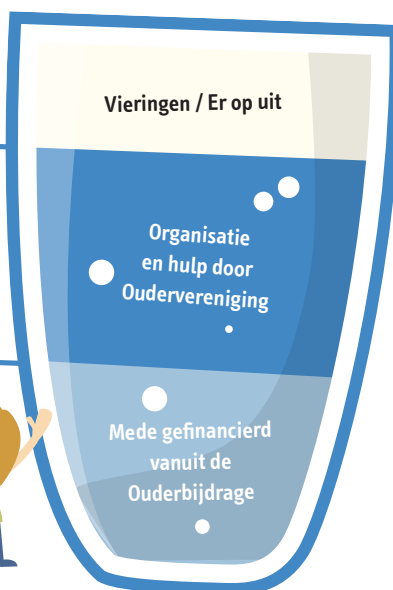 Vieringen / Er op uit
Organisatie
en hulp door
Oudervereniging
Mede gefinancierd
vanuit de
Ouderbijdrage